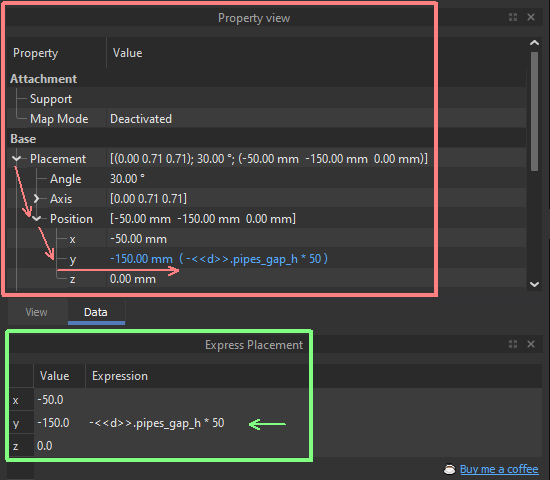 Property view
Property Value
Attachment
Support
Map Mode Deactivated
Base
Placement [(0.00 0.71 0.71); 30.00 °; (-50.00 mm -150.00 mm 0.00 mm)]
Angle 30.00 °
Axis [0.00 0.71 0.71]
Position [-50.00 mm -150.00 mm 0.00 mm]
x -50.00 mm
y -150.00 mm ( -<<d>>.pipes_gap_h * 50 )
z 0.00 mm
View Data
Express Placement
Value Expression
x -50.0
y -150.0 -<<d>>.pipes_gap_h * 50
z 0.0
Buy me a coffee